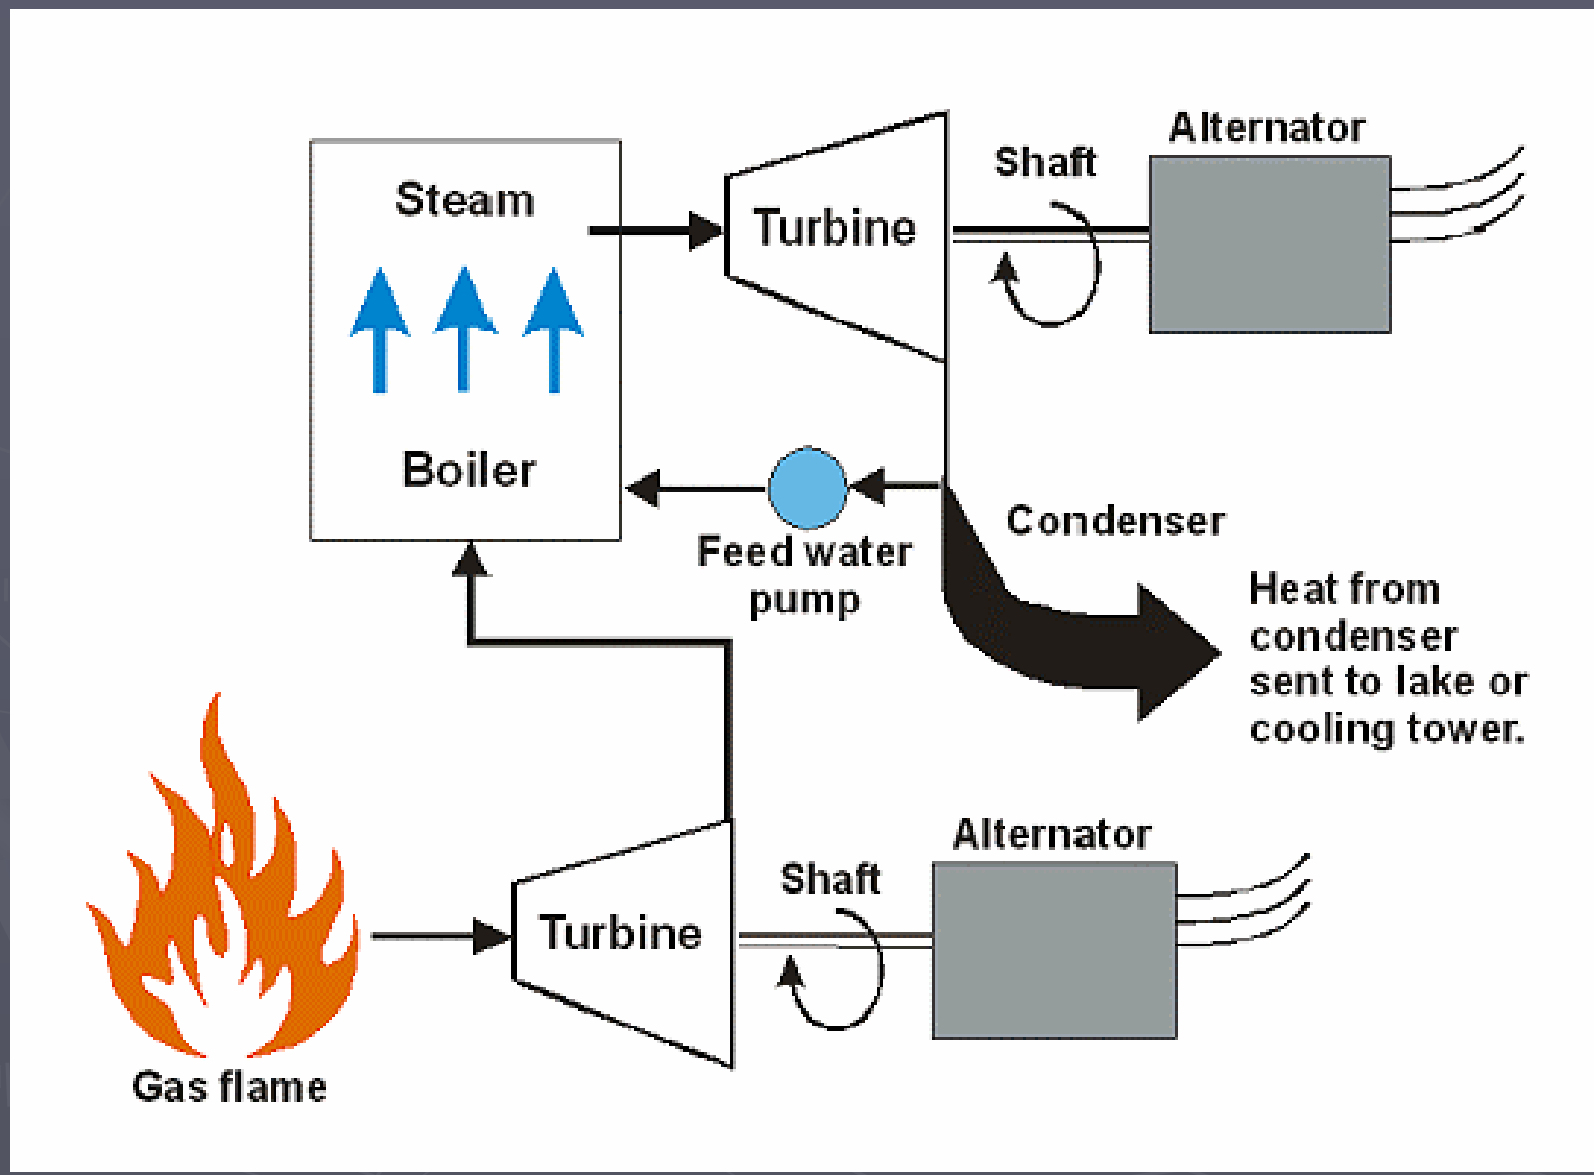 Alternator
Shaft
Steam
Turbine
Boiler
Condenser
Feed water
pump
Heat from
condenser
sent to lake or
cooling tower.
Alternator
Shaft
Turbine
Gas flame